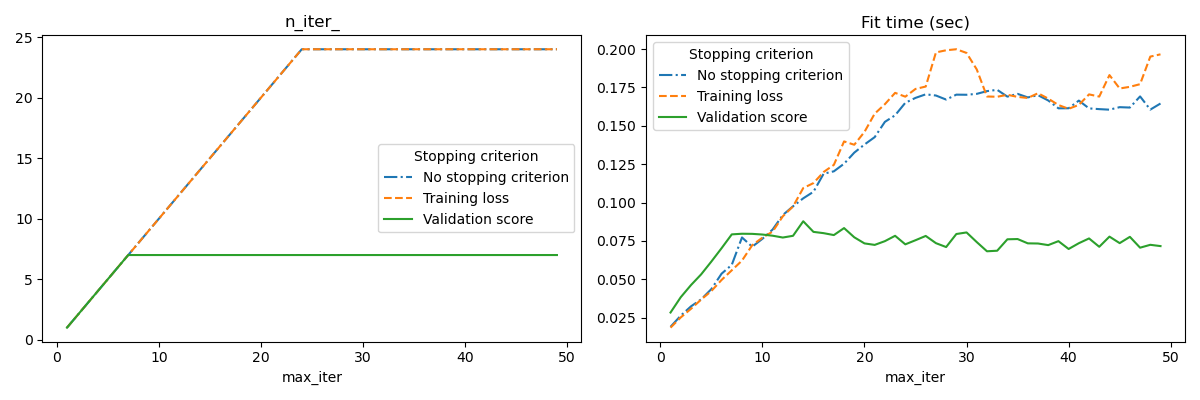 n_iter_
25
20
15
10
5
0
Stopping criterion
No stopping criterion
Training loss
Validation score
0 10 20 30 40 50
max_iter
Fit time (sec)
0.200
0.175
0.150
0.125
0.100
0.075
0.050
0.025
Stopping criterion
No stopping criterion
Training loss
Validation score
0 10 20 30 40 50
max_iter